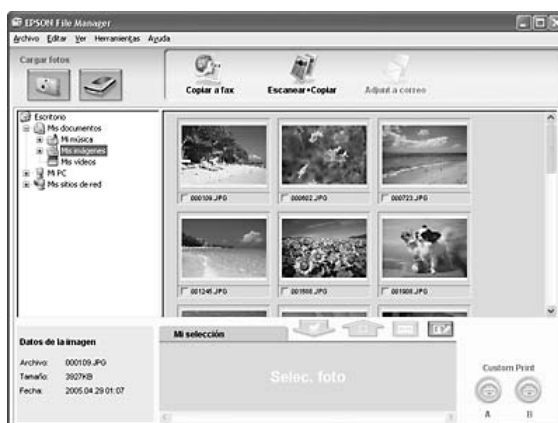 EPSON File Manager
Archivo Editar Ver Herramientas Ayuda
Cargar fotos
Copiar a fax
Escanear+Copiar
Adjunt a correo
Escritorio
Mis documentos
Mi música
Mis imágenes
Mis vídeos
Mi PC
Mis sitios de red
000109.JPG
000602.JPG
000723.JPG
001245.JPG
001508.JPG
001908.JPG
Datos de la imagen
Archivo: 000109.JPG
Tamaño: 3927KB
Fecha: 2005.04.29 01:07
Mi selección
Selec. foto
Custom Print
A B